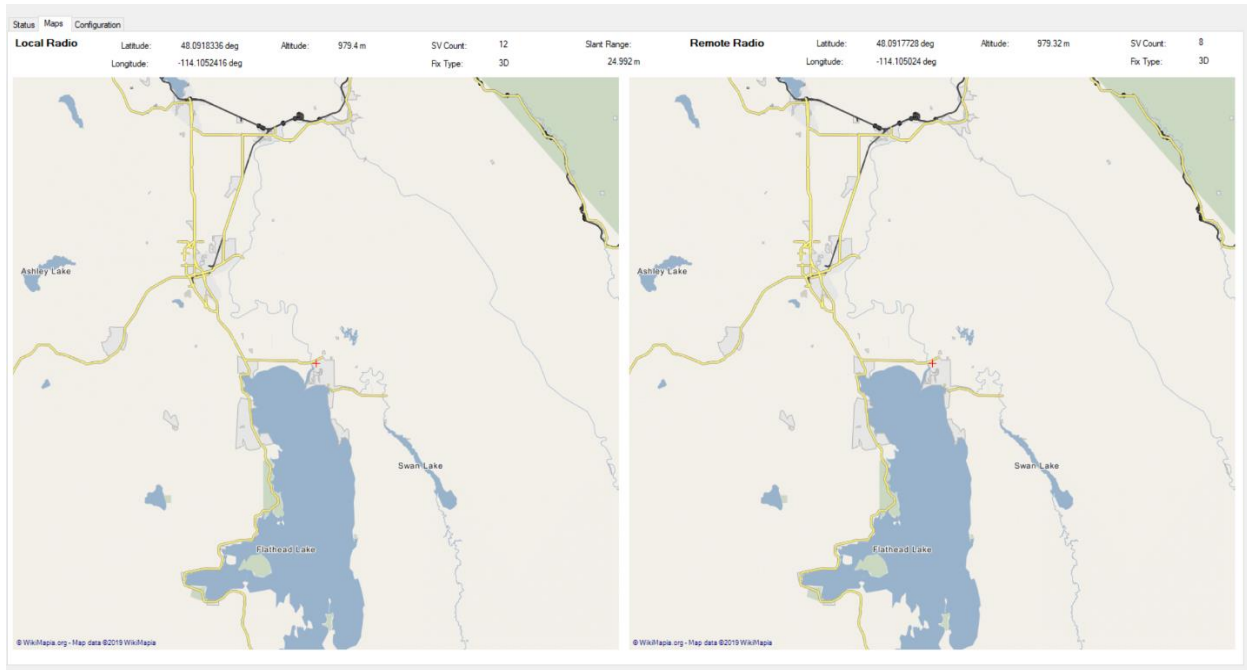 Status Maps Configuration
Local Radio Latitude: 48.0918336 deg Altitude: 979.4 m SV Count: 12 Slant Range: Remote Radio Latitude: 48.0917728 deg Altitude: 979.32 m SV Count: 8
Longitude: -114.1052416 deg Fix Type: 3D 24.992 m Longitude: -114.105024 deg Fix Type: 3D
Ashley Lake
Swan Lake
Flathead Lake
© WikiMapia.org - Map data ©2019 WikiMapia
Ashley Lake
Swan Lake
Flathead Lake
© WikiMapia.org - Map data ©2019 WikiMapia